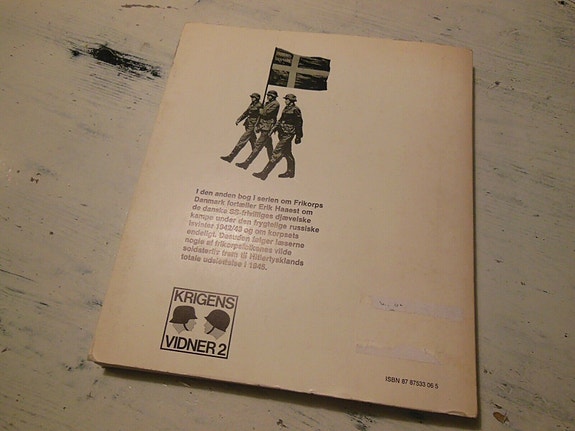 I den anden bog i serien om Frikorps
Danmark fortæller Erik Haaest om
de danske SS-frivilliges djævelske
kampe under den frygtelige russiske
isvinter 1942/43 og om korpsets
endeligt. Desuden følger læserne
nogle af frikorpsfolkenes vilde
soldaterliv frem til Hitlertysklands
totale udslettelse i 1945.
KRIGENS
VIDNER 2
ISBN 87 87533 06 5